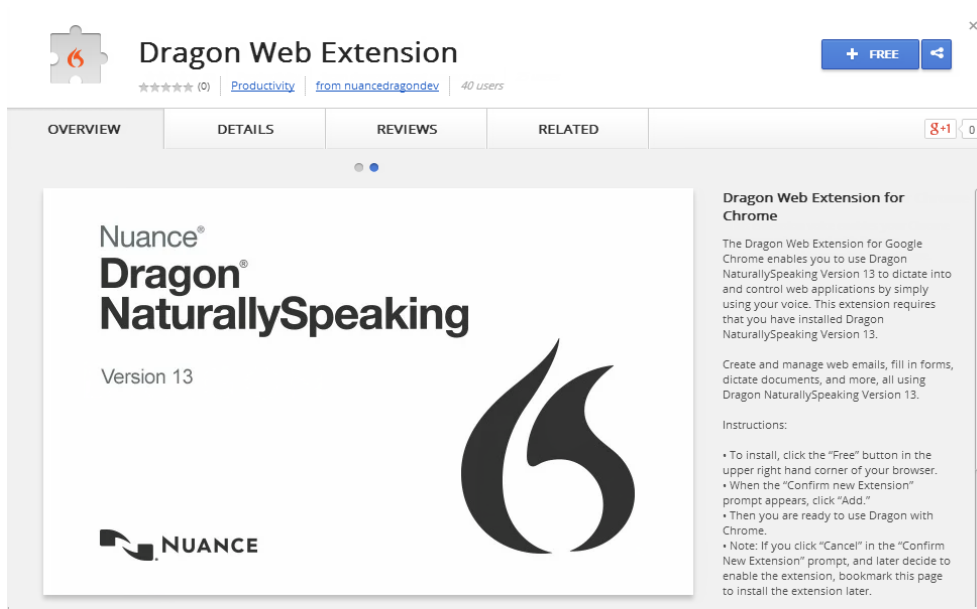 Dragon Web Extension
+ FREE
(0) Productivity from nuancedragondev 40 users
OVERVIEW DETAILS REVIEWS RELATED
g+1 0
Nuance®
Dragon®
NaturallySpeaking
Version 13
NUANCE
Dragon Web Extension for
Chrome
The Dragon Web Extension for Google
Chrome enables you to use Dragon
NaturallySpeaking Version 13 to dictate into
and control web applications by simply
using your voice. This extension requires
that you have installed Dragon
NaturallySpeaking Version 13.
Create and manage web emails, fill in forms,
dictate documents, and more, all using
Dragon NaturallySpeaking Version 13.
Instructions:
• To install, click the “Free” button in the
upper right hand corner of your browser.
• When the “Confirm new Extension”
prompt appears, click “Add.”
• Then you are ready to use Dragon with
Chrome.
• Note: If you click “Cancel” in the “Confirm
New Extension” prompt, and later decide to
enable the extension, bookmark this page
to install the extension later.